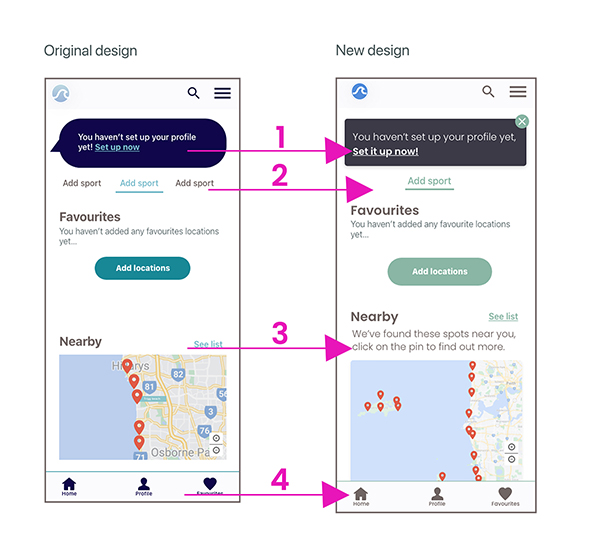 Original design
New design
You haven't set up your profile
yet! Set up now
1
You haven't set up your profile yet,
Set it up now!
Add sport
Add sport
Add sport
2
Add sport
Favourites
You haven't added any favourites locations
yet...
Favourites
You haven't added any favourite locations
yet...
Add locations
Add locations
Nearby
See list
3
Nearby
See list
We've found these spots near you,
click on the pin to find out more.
Hillarys
81
82
83
76
3
4
56
71
Osborne Pa
4
Home
Profile
Favourites
Home
Profile
Favourites